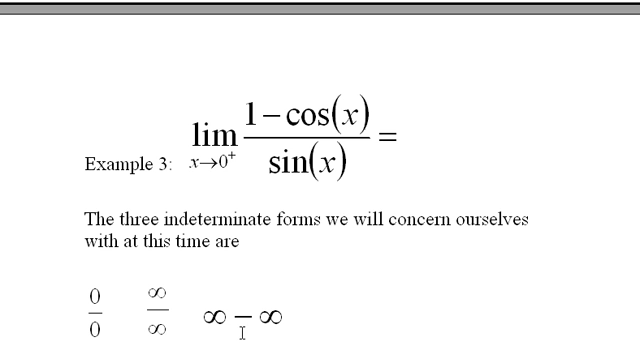 Example 3: lim x→0⁺ (1−cos(x))/(sin(x)) =
The three indeterminate forms we will concern ourselves
with at this time are
0/0 ∞/∞ ∞ − ∞